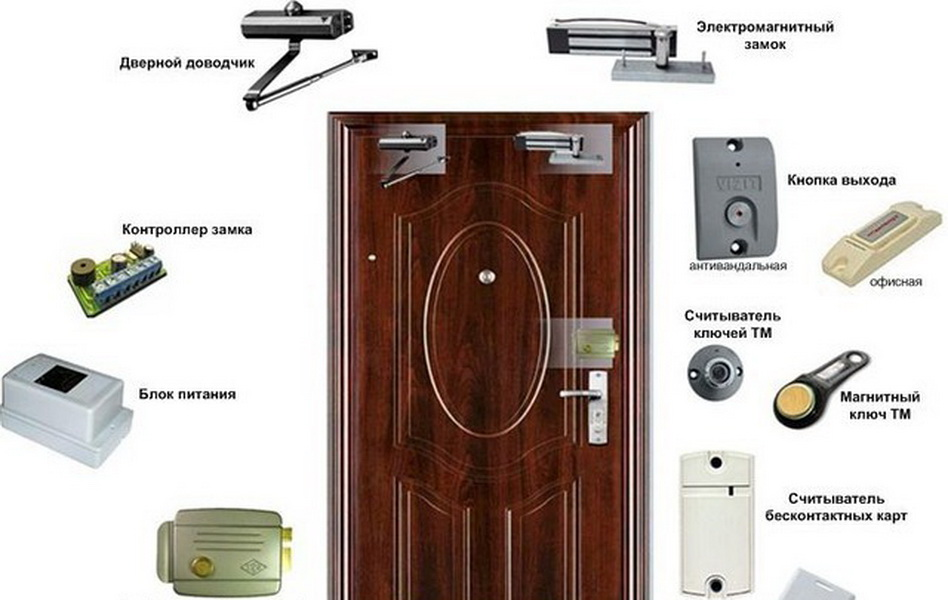 Дверной доводчик
Электромагнитный
замок
Контроллер замка
VIZIT
Кнопка выхода
антивандальная
офисная
Считыватель
ключей ТМ
Блок питания
Магнитный
ключ ТМ
Считыватель
бесконтактных карт